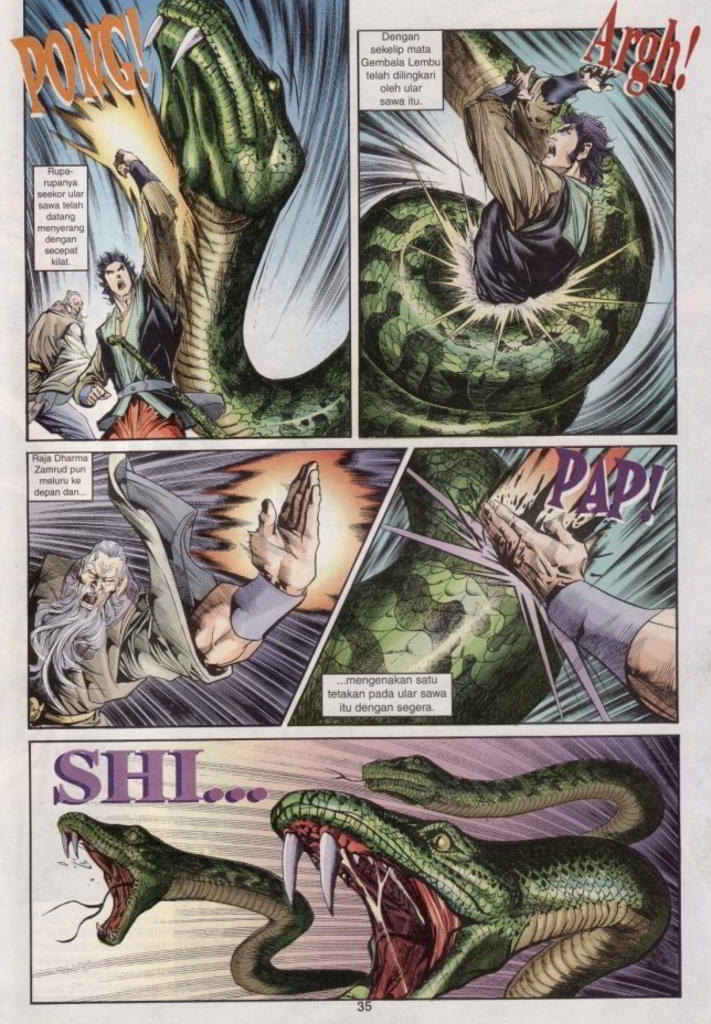 PONG!
Rupa-
rupanya
seekor ular
sawa telah
datang
menyerang
dengan
secepat
kilat.
Dengan
sekelip mata
Gembala Lembu
telah dilingkari
oleh ular
sawa itu.
Argh!
Raja Dharma
Zamrud pun
meluru ke
depan dan...
PAP!
...mengenakan satu
tetakan pada ular sawa
itu dengan segera.
SHI...
35